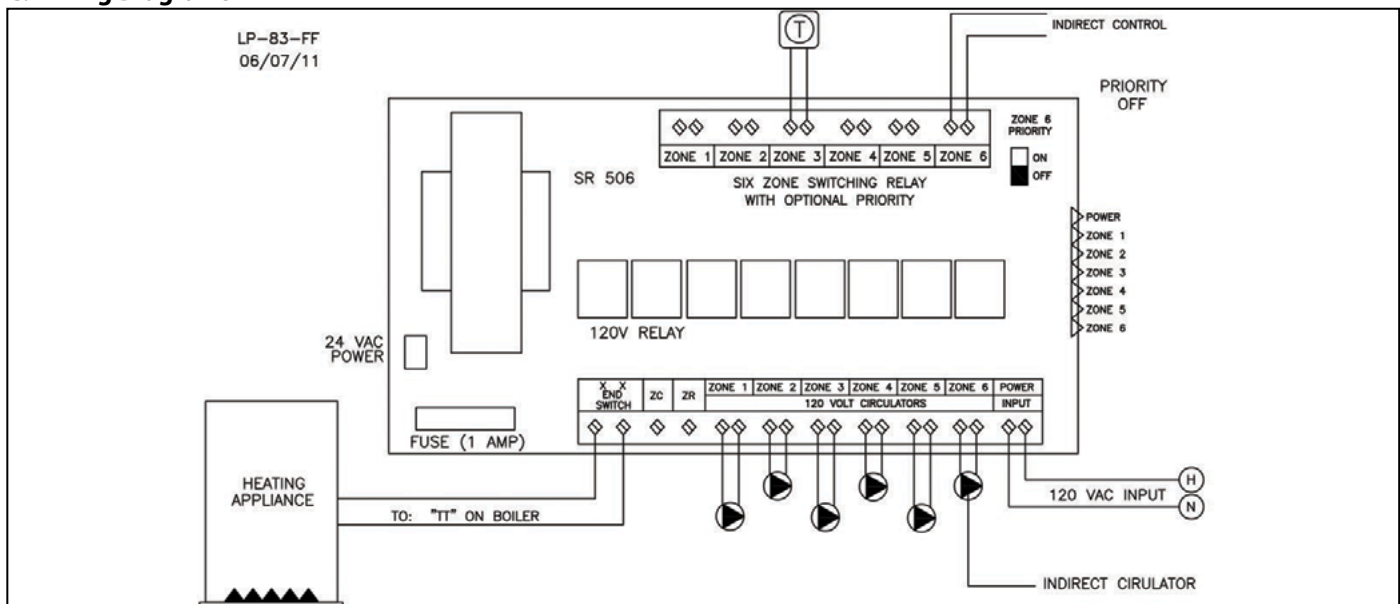 LP-83-FF
06/07/11
T
INDIRECT CONTROL
PRIORITY
OFF
ZONE 6
PRIORITY
ON
OFF
ZONE 1 ZONE 2 ZONE 3 ZONE 4 ZONE 5 ZONE 6
SR 506
SIX ZONE SWITCHING RELAY
WITH OPTIONAL PRIORITY
POWER
ZONE 1
ZONE 2
ZONE 3
ZONE 4
ZONE 5
ZONE 6
120V RELAY
24 VAC
POWER
X X
END
SWITCH
ZC
ZR
ZONE 1 ZONE 2 ZONE 3 ZONE 4 ZONE 5 ZONE 6
120 VOLT CIRCULATORS
POWER
INPUT
FUSE (1 AMP)
HEATING
APPLIANCE
TO: "TT" ON BOILER
120 VAC INPUT
H
N
INDIRECT CIRULATOR